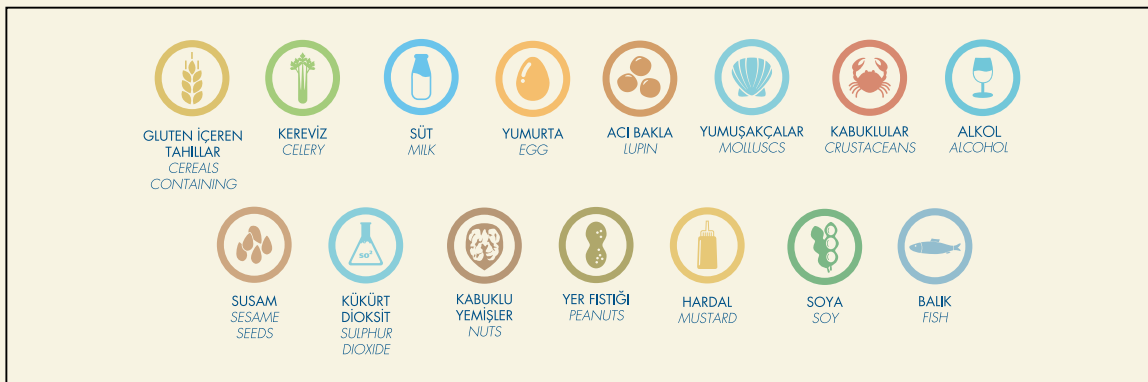 GLUTEN İÇEREN
TAHILLAR
CEREALS
CONTAINING
KEREVİZ
CELERY
SÜT
MILK
YUMURTA
EGG
ACI BAKLA
LUPIN
YUMUŞAKÇALAR
MOLLUSCS
KABUKLULAR
CRUSTACEANS
ALKOL
ALCOHOL
SUSAM
SESAME
SEEDS
so²
KÜKÜRT
DİOKSİT
SULPHUR
DIOXIDE
KABUKLU
YEMİŞLER
NUTS
YER FISTIĞI
PEANUTS
HARDAL
MUSTARD
SOYA
SOY
BALIK
FISH